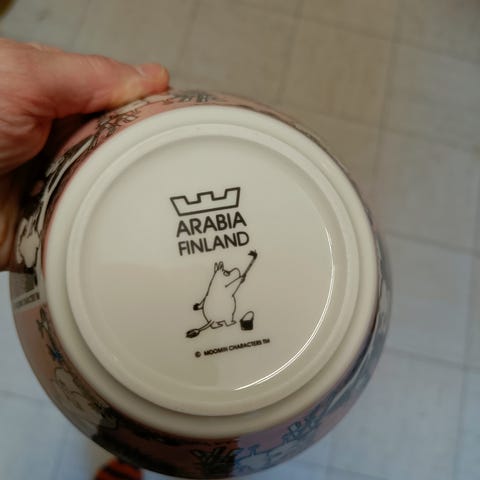 ARABIA
FINLAND
© MOOMIN CHARACTERS TM